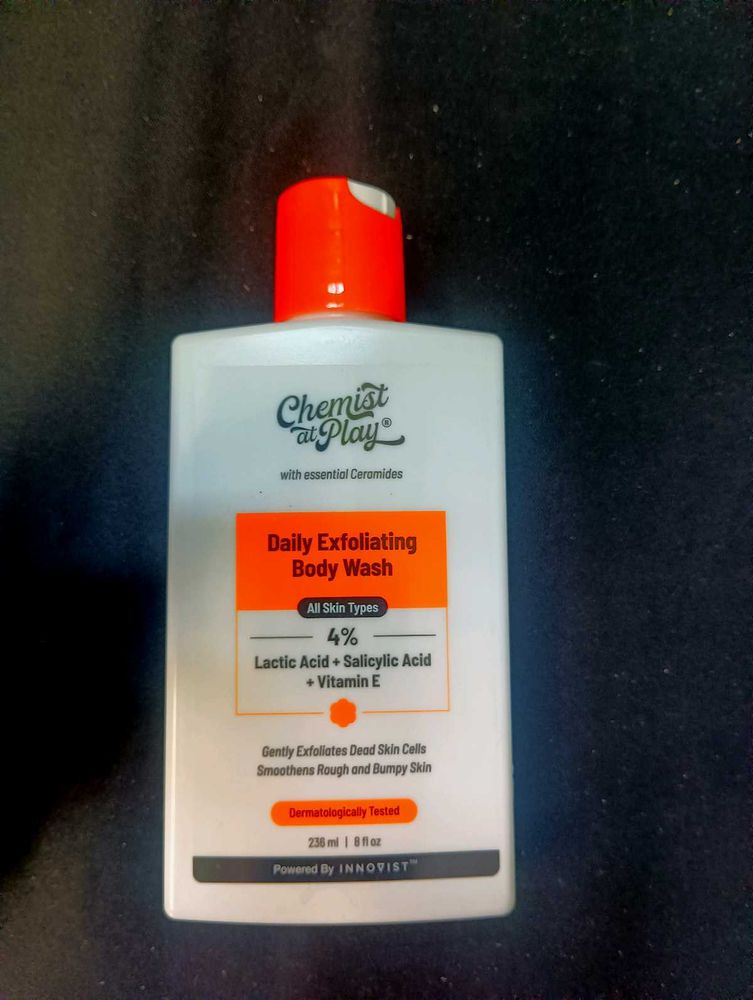 Chemist
at Play®
with essential Ceramides
Daily Exfoliating
Body Wash
All Skin Types
4%
Lactic Acid + Salicylic Acid
+ Vitamin E
Gently Exfoliates Dead Skin Cells
Smoothens Rough and Bumpy Skin
Dermatologically Tested
236 ml | 8 fl oz
Powered By INNOVIST™